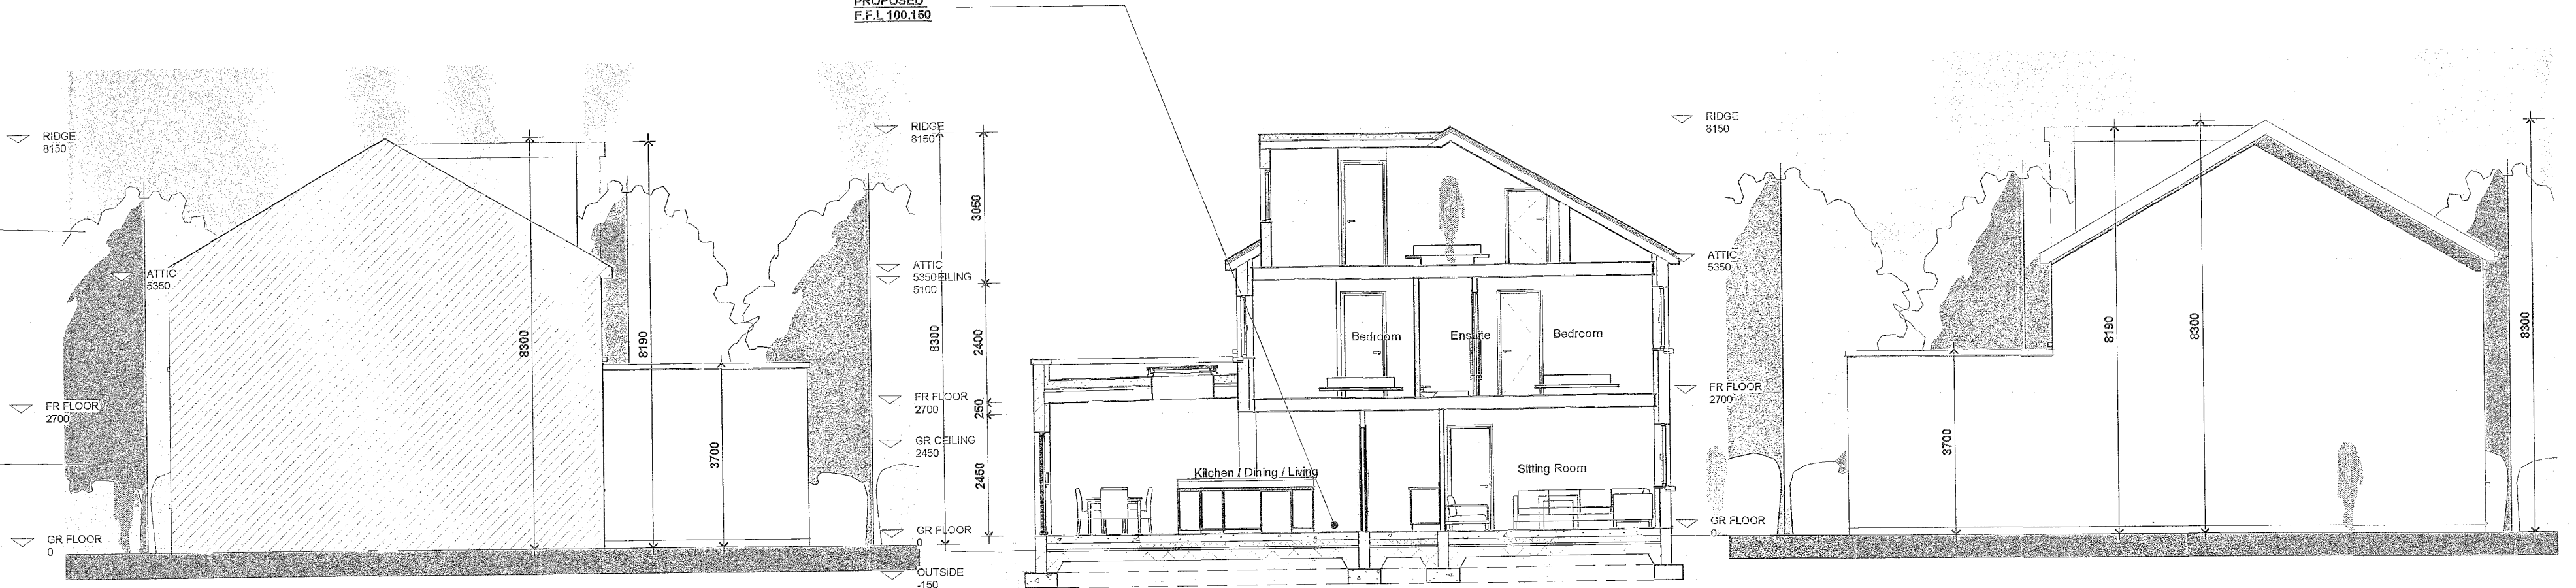 PROPOSED
F.F.L 100.150
RIDGE
8150
ATTIC
5350
FR FLOOR
2700
GR FLOOR
0
8300
8190
3700
RIDGE
8150
ATTIC
5350
CEILING
5100
FR FLOOR
2700
GR CEILING
2450
GR FLOOR
0
OUTSIDE
-150
8300
3050
2400
250
2450
Bedroom
Ensuite
Bedroom
Kitchen / Dining / Living
Sitting Room
RIDGE
8150
ATTIC
5350
FR FLOOR
2700
GR FLOOR
0
3700
8190
8300
8300